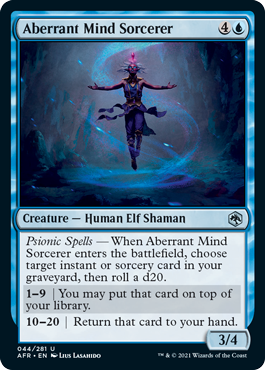 Aberrant Mind Sorcerer 4
Creature — Human Elf Shaman
Psionic Spells — When Aberrant Mind
Sorcerer enters the battlefield, choose
target instant or sorcery card in your
graveyard, then roll a d20.
1–9 | You may put that card on top of
your library.
10–20 | Return that card to your hand.
3/4
044/281 U
AFR • EN Lius Lasahido
™ & © 2021 Wizards of the Coast